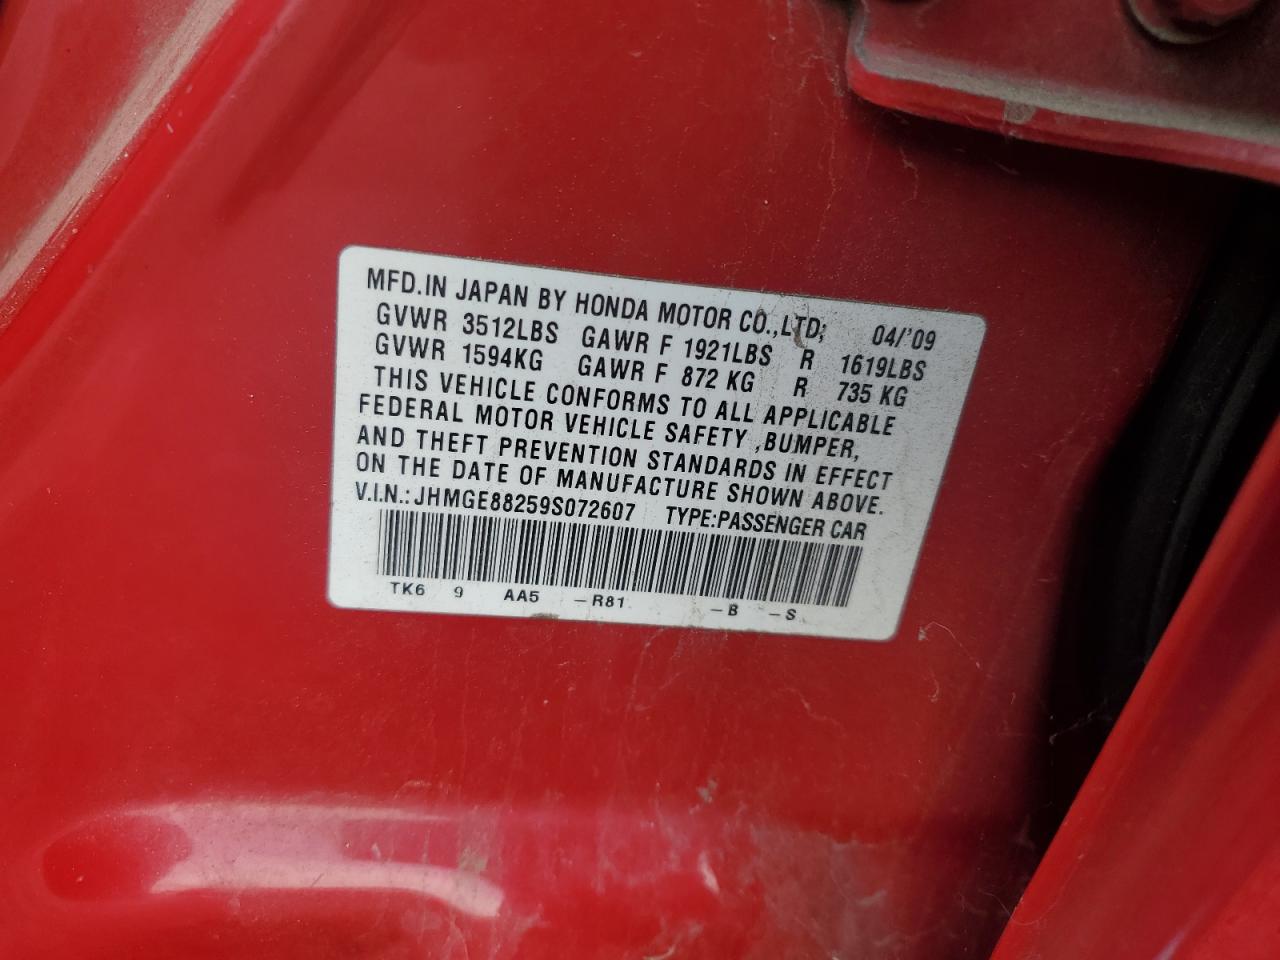 MFD.IN JAPAN BY HONDA MOTOR CO.,LTD; 04/'09
GVWR 3512LBS GAWR F 1921LBS R 1619LBS
GVWR 1594KG GAWR F 872 KG R 735 KG
THIS VEHICLE CONFORMS TO ALL APPLICABLE
FEDERAL MOTOR VEHICLE SAFETY ,BUMPER,
AND THEFT PREVENTION STANDARDS IN EFFECT
ON THE DATE OF MANUFACTURE SHOWN ABOVE.
V.I.N.: JHMGE88259S072607 TYPE:PASSENGER CAR
TK6 9 AA5 -R81 -B -S